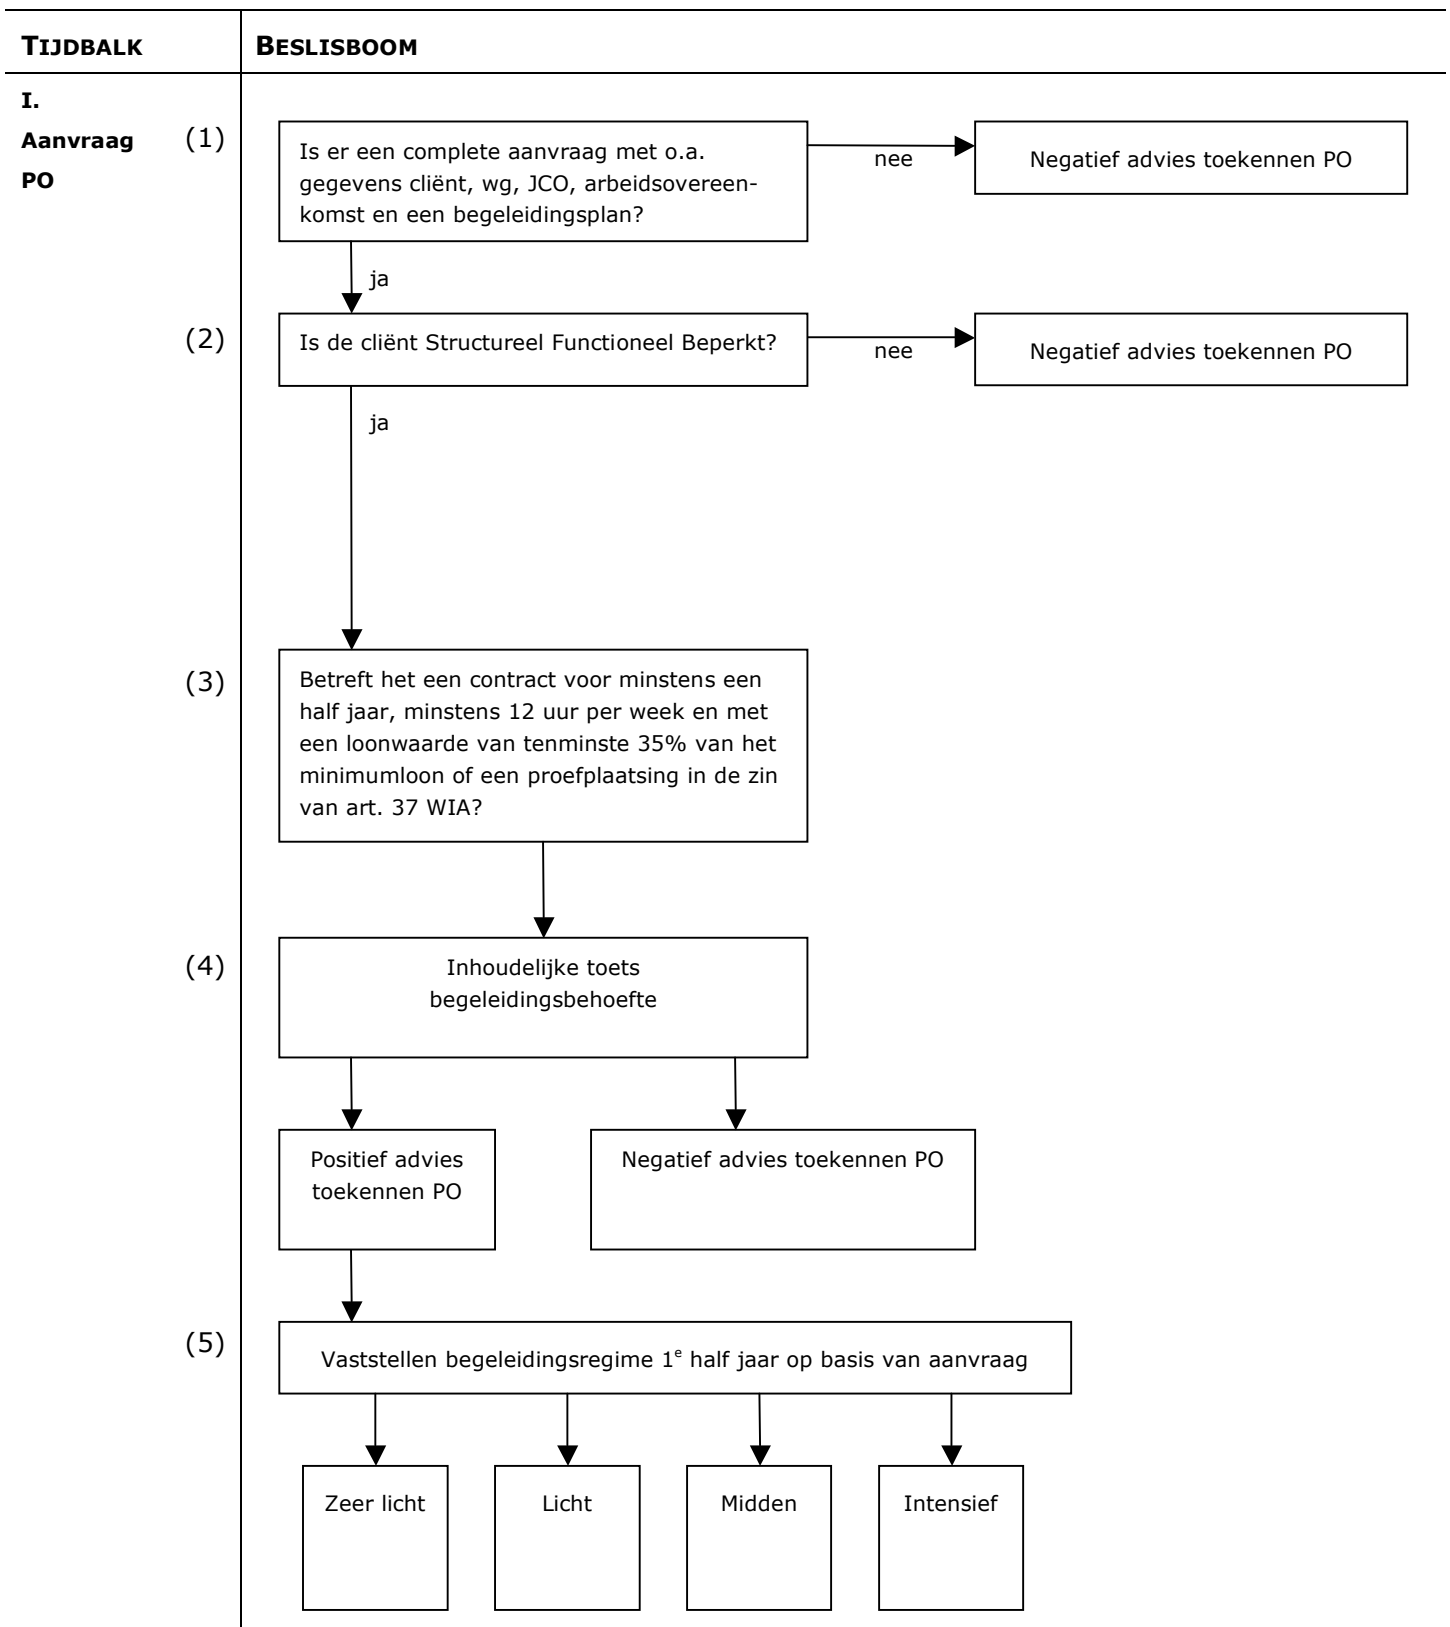 TIJDBALK
BESLISBOOM
I.
Aanvraag
PO
(1)
Is er een complete aanvraag met o.a.
gegevens cliënt, wg, JCO, arbeidsovereen-
komst en een begeleidingsplan?
nee
Negatief advies toekennen PO
ja
(2)
Is de cliënt Structureel Functioneel Beperkt?
nee
Negatief advies toekennen PO
ja
(3)
Betreft het een contract voor minstens een
half jaar, minstens 12 uur per week en met
een loonwaarde van tenminste 35% van het
minimumloon of een proefplaatsing in de zin
van art. 37 WIA?
(4)
Inhoudelijke toets
begeleidingsbehoefte
Positief advies
toekennen PO
Negatief advies toekennen PO
(5)
Vaststellen begeleidingsregime 1e half jaar op basis van aanvraag
Zeer licht
Licht
Midden
Intensief